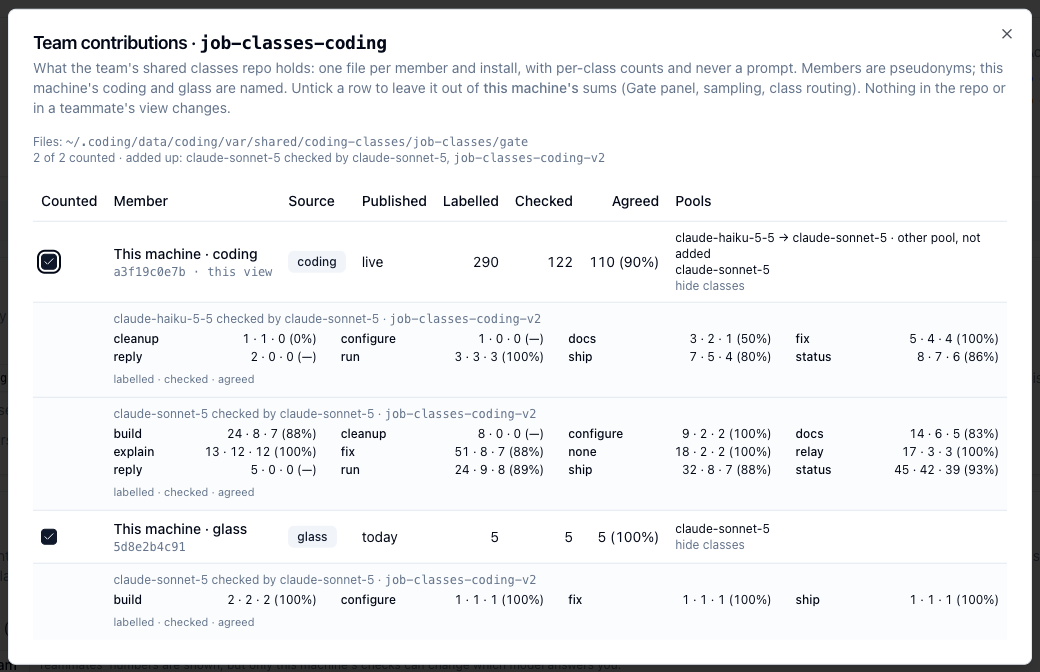 Team contributions · job-classes-coding
What the team's shared classes repo holds: one file per member and install, with per-class counts and never a prompt. Members are pseudonyms; this
machine's coding and glass are named. Untick a row to leave it out of this machine's sums (Gate panel, sampling, class routing). Nothing in the repo or
in a teammate's view changes.
Files: ~/.coding/data/coding/var/shared/coding-classes/job-classes/gate
2 of 2 counted · added up: claude-sonnet-5 checked by claude-sonnet-5, job-classes-coding-v2
Counted Member Source Published Labelled Checked Agreed Pools
This machine · coding coding live 290 122 110 (90%) claude-haiku-5-5 → claude-sonnet-5 · other pool, not
added
a3f19c0e7b · this view claude-sonnet-5
hide classes
claude-haiku-5-5 checked by claude-sonnet-5 · job-classes-coding-v2
cleanup 1 · 1 · 0 (0%) configure 1 · 0 · 0 (—) docs 3 · 2 · 1 (50%) fix 5 · 4 · 4 (100%)
reply 2 · 0 · 0 (—) run 3 · 3 · 3 (100%) ship 7 · 5 · 4 (80%) status 8 · 7 · 6 (86%)
labelled · checked · agreed
claude-sonnet-5 checked by claude-sonnet-5 · job-classes-coding-v2
build 24 · 8 · 7 (88%) cleanup 8 · 0 · 0 (—) configure 9 · 2 · 2 (100%) docs 14 · 6 · 5 (83%)
explain 13 · 12 · 12 (100%) fix 51 · 8 · 7 (88%) none 18 · 2 · 2 (100%) relay 17 · 3 · 3 (100%)
reply 5 · 0 · 0 (—) run 24 · 9 · 8 (89%) ship 32 · 8 · 7 (88%) status 45 · 42 · 39 (93%)
labelled · checked · agreed
This machine · glass glass today 5 5 5 (100%) claude-sonnet-5
5d8e2b4c91 hide classes
claude-sonnet-5 checked by claude-sonnet-5 · job-classes-coding-v2
build 2 · 2 · 2 (100%) configure 1 · 1 · 1 (100%) fix 1 · 1 · 1 (100%) ship 1 · 1 · 1 (100%)
labelled · checked · agreed